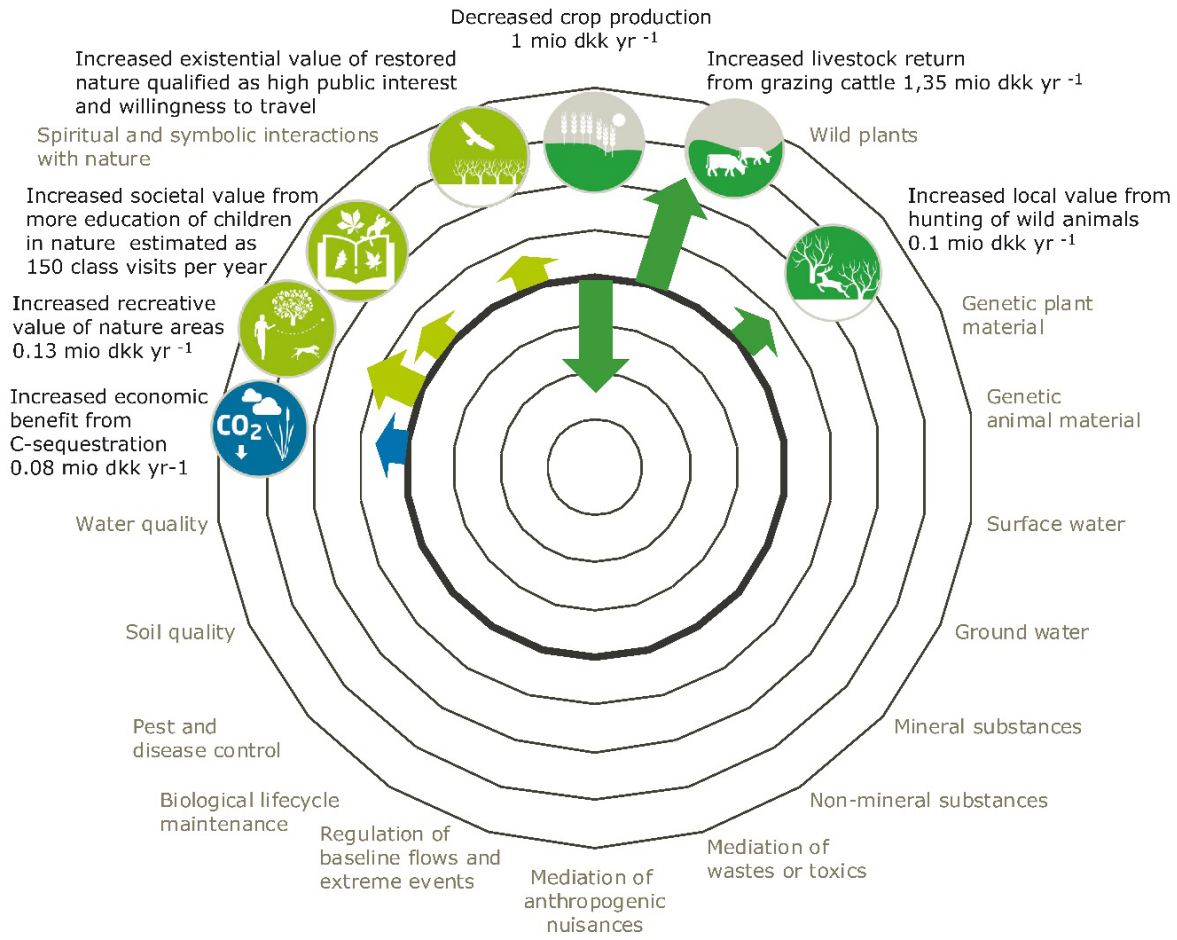 Decreased crop production
1 mio dkk yr -1
Increased existential value of restored
nature qualified as high public interest
and willingness to travel
Increased livestock return
from grazing cattle 1,35 mio dkk yr -1
Spiritual and symbolic interactions
with nature
Wild plants
Increased societal value from
more education of children
in nature estimated as
150 class visits per year
Increased local value from
hunting of wild animals
0.1 mio dkk yr -1
Increased recreative
value of nature areas
0.13 mio dkk yr -1
Genetic plant
material
Increased economic
benefit from
C-sequestration
0.08 mio dkk yr-1
CO2
Genetic
animal material
Water quality
Surface water
Soil quality
Ground water
Pest and
disease control
Mineral substances
Biological lifecycle
maintenance
Non-mineral substances
Regulation of
baseline flows and
extreme events
Mediation of
wastes or toxics
Mediation of
anthropogenic
nuisances